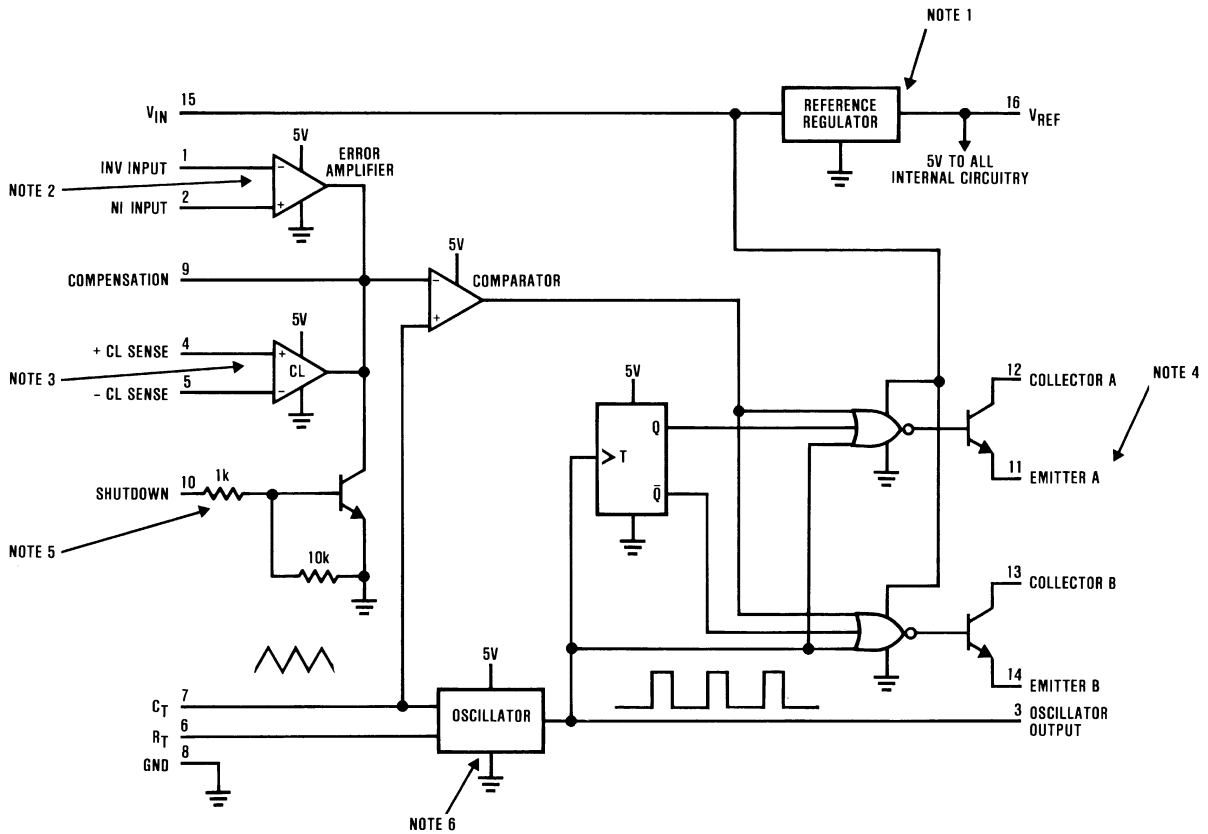 NOTE 1
15
V_IN
REFERENCE
REGULATOR
16
V_REF
5V TO ALL
INTERNAL CIRCUITRY
5V
ERROR
AMPLIFIER
1
INV INPUT
−
NOTE 2
2
NI INPUT
+
5V
COMPARATOR
9
COMPENSATION
−
+
5V
4
+ CL SENSE
+
CL
NOTE 3
5
− CL SENSE
−
5V
12
COLLECTOR A
NOTE 4
Q
T
11
EMITTER A
Q̅
10
SHUTDOWN
1k
NOTE 5
10k
13
COLLECTOR B
14
EMITTER B
5V
7
C_T
OSCILLATOR
3
OSCILLATOR
OUTPUT
6
R_T
8
GND
NOTE 6